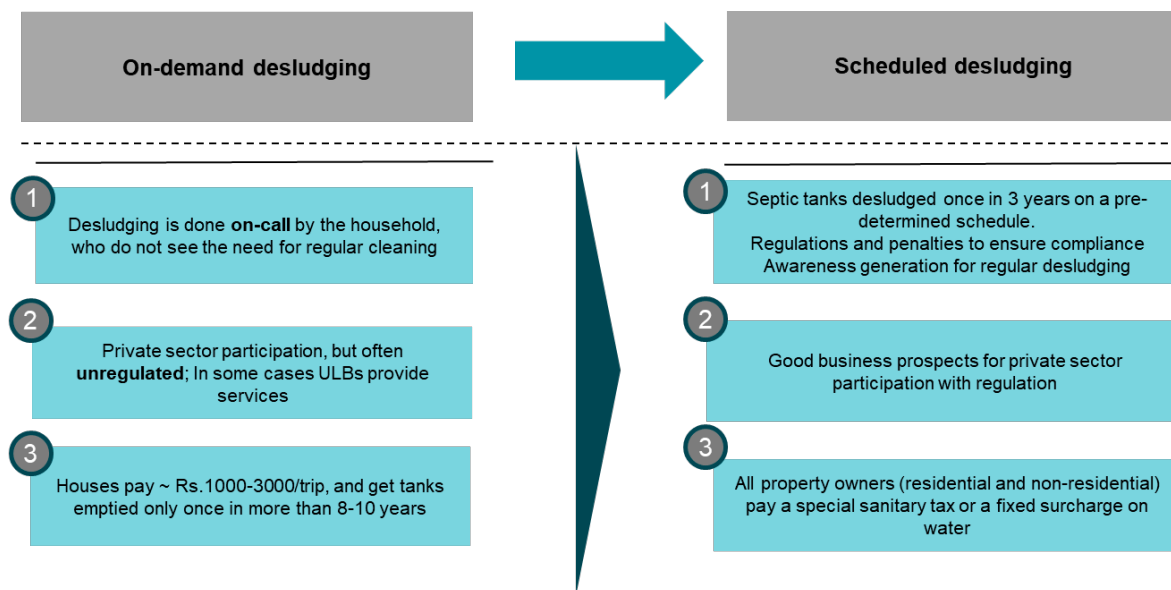 On-demand desludging
Scheduled desludging
1
Desludging is done on-call by the household,
who do not see the need for regular cleaning
2
Private sector participation, but often
unregulated; In some cases ULBs provide
services
3
Houses pay ~ Rs.1000-3000/trip, and get tanks
emptied only once in more than 8-10 years
1
Septic tanks desludged once in 3 years on a pre-
determined schedule.
Regulations and penalties to ensure compliance
Awareness generation for regular desludging
2
Good business prospects for private sector
participation with regulation
3
All property owners (residential and non-residential)
pay a special sanitary tax or a fixed surcharge on
water